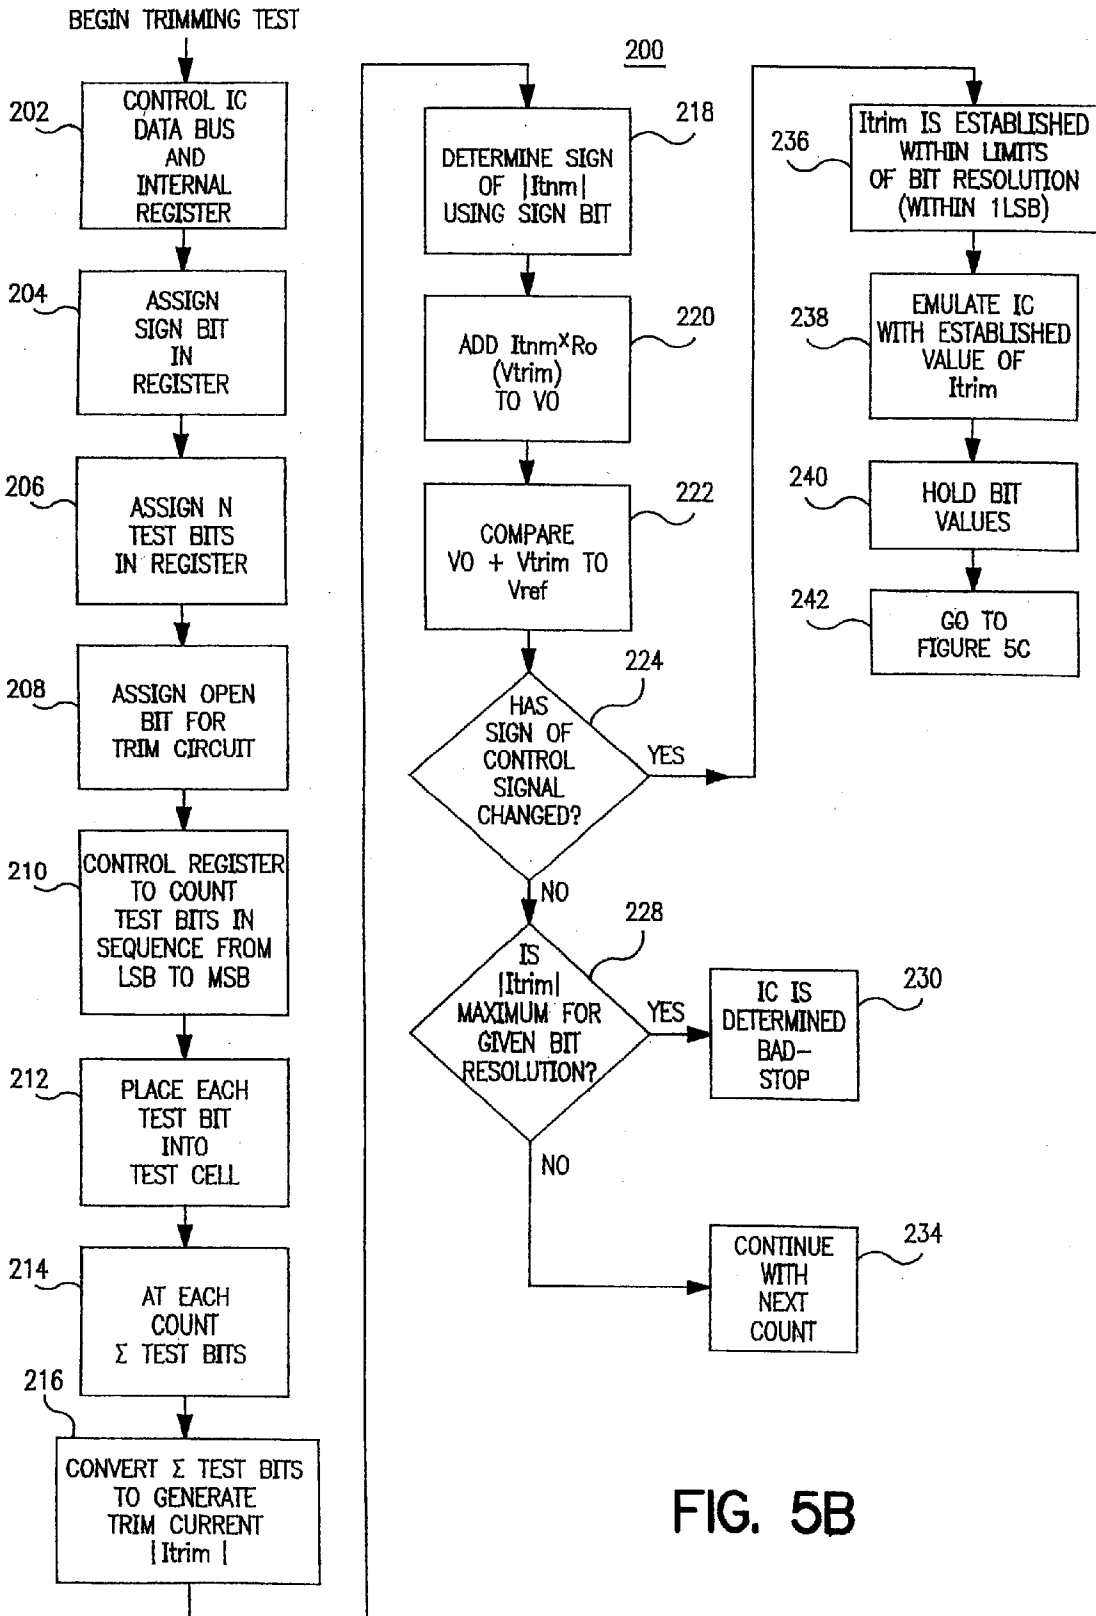 BEGIN TRIMMING TEST
202
CONTROL IC
DATA BUS
AND
INTERNAL
REGISTER
204
ASSIGN
SIGN BIT
IN
REGISTER
206
ASSIGN N
TEST BITS
IN REGISTER
208
ASSIGN OPEN
BIT FOR
TRIM CIRCUIT
210
CONTROL REGISTER
TO COUNT
TEST BITS IN
SEQUENCE FROM
LSB TO MSB
212
PLACE EACH
TEST BIT
INTO
TEST CELL
214
AT EACH
COUNT
Σ TEST BITS
216
CONVERT Σ TEST BITS
TO GENERATE
TRIM CURRENT
|Itrim |
200
218
DETERMINE SIGN
OF |Itnm|
USING SIGN BIT
220
ADD Itnm×Ro
(Vtrim)
TO VO
222
COMPARE
VO + Vtrim TO
Vref
224
HAS
SIGN OF
CONTROL
SIGNAL
CHANGED?
YES
NO
228
IS
|Itrim|
MAXIMUM FOR
GIVEN BIT
RESOLUTION?
YES
NO
230
IC IS
DETERMINED
BAD-
STOP
234
CONTINUE
WITH
NEXT
COUNT
236
Itrim IS ESTABLISHED
WITHIN LIMITS
OF BIT RESOLUTION
(WITHIN 1LSB)
238
EMULATE IC
WITH ESTABLISHED
VALUE OF
Itrim
240
HOLD BIT
VALUES
242
GO TO
FIGURE 5C
FIG. 5B